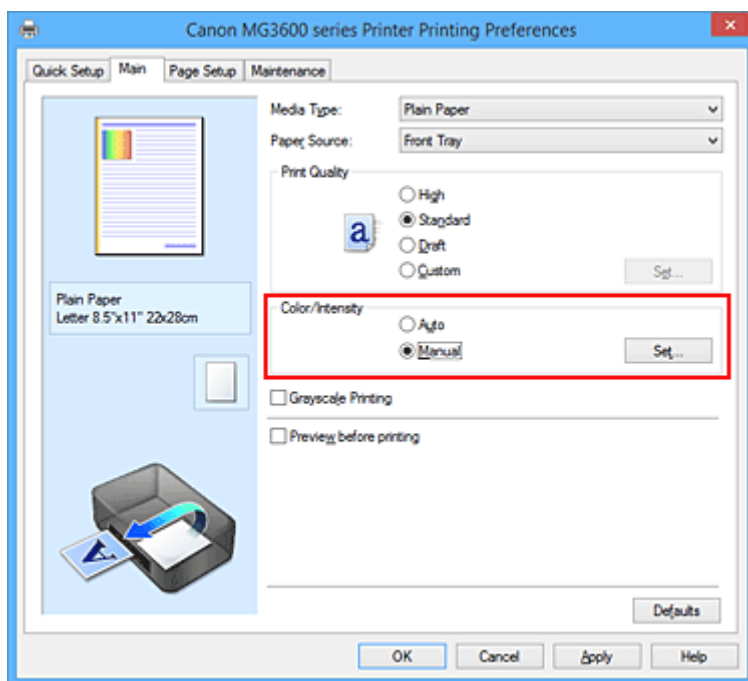 Canon MG3600 series Printer Printing Preferences
Quick Setup Main Page Setup Maintenance
Media Type: Plain Paper
Paper Source: Front Tray
Print Quality
High
a Standard
Draft
Custom Set...
Plain Paper
Letter 8.5"x11" 22x28cm
Color/Intensity
Auto
Manual Set...
Grayscale Printing
Preview before printing
A
Defaults
OK Cancel Apply Help